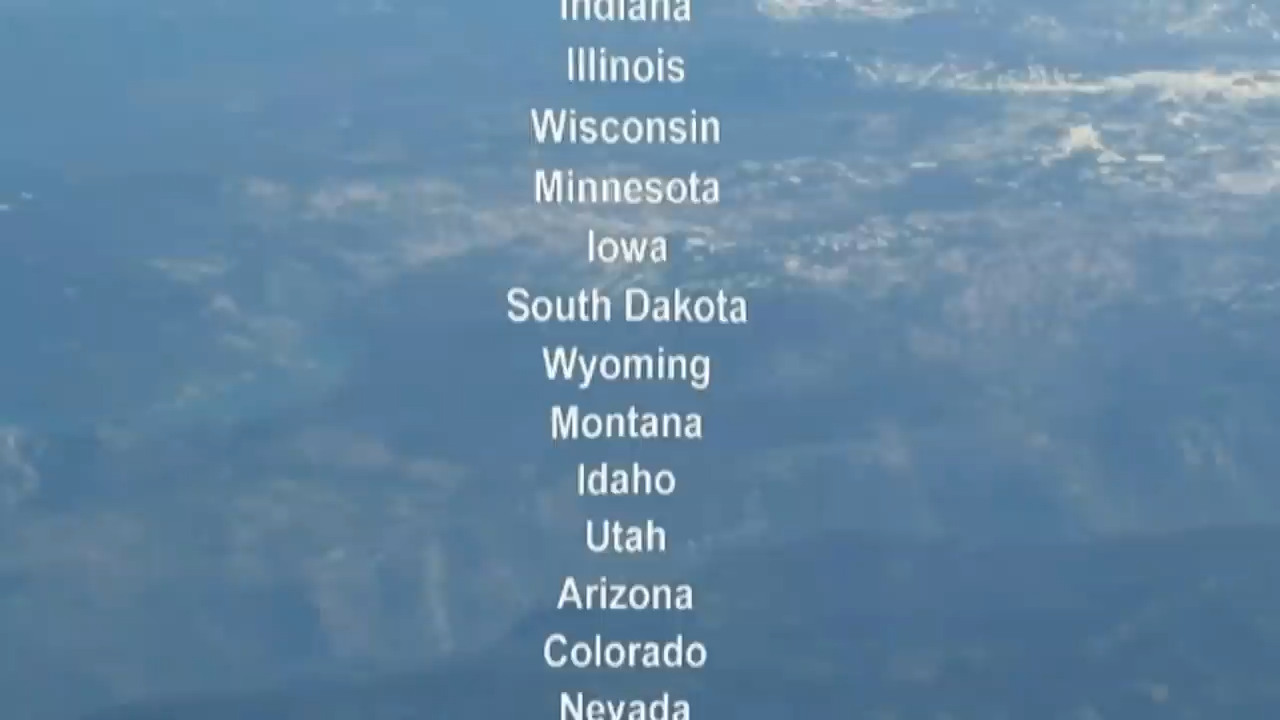 Indiana
Illinois
Wisconsin
Minnesota
Iowa
South Dakota
Wyoming
Montana
Idaho
Utah
Arizona
Colorado
Nevada